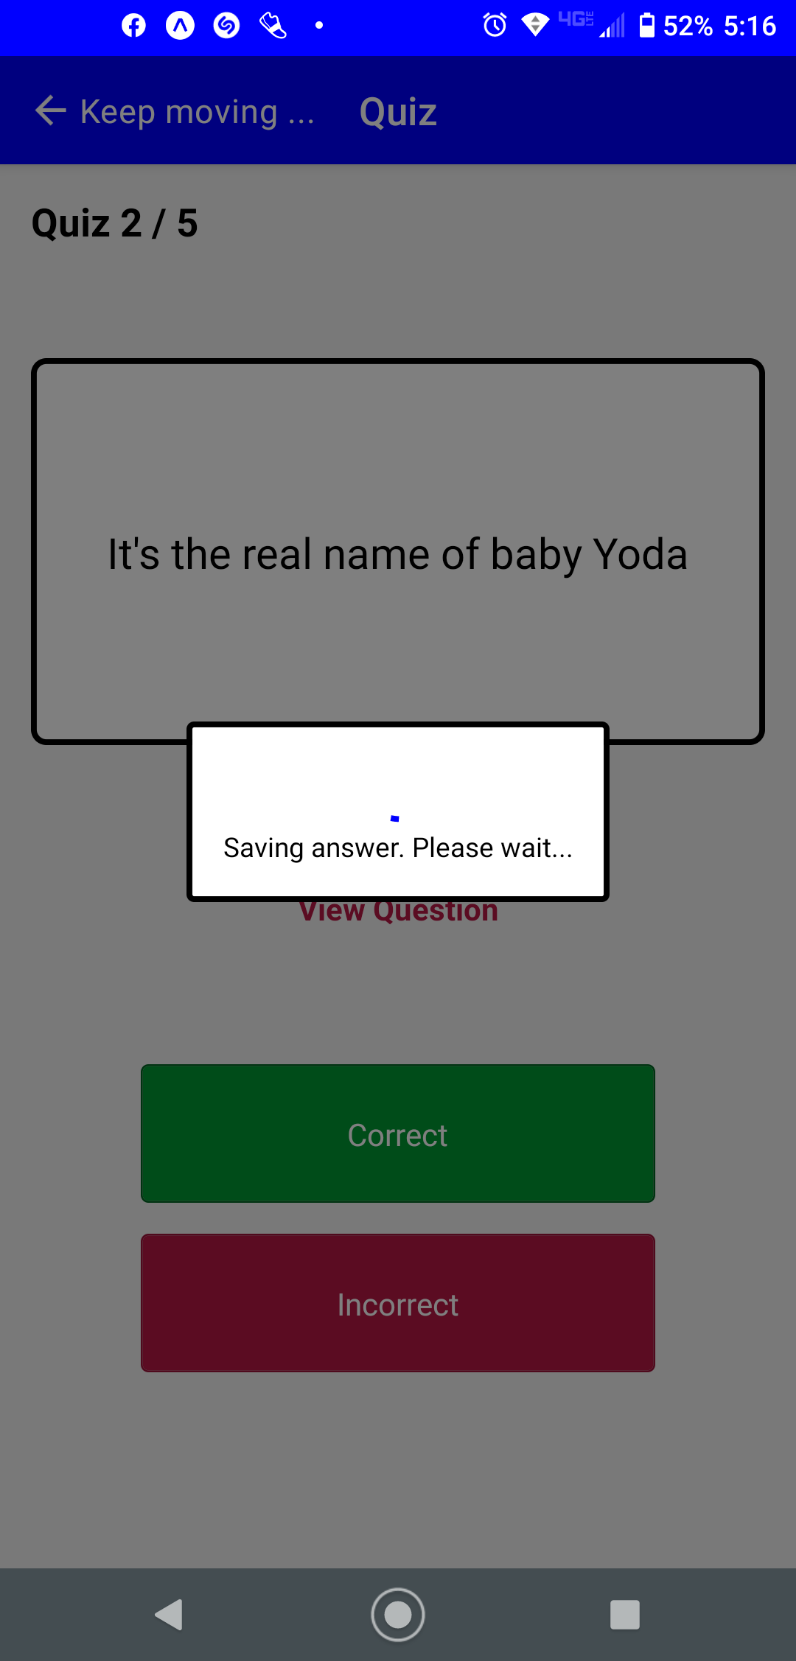 52% 5:16
Keep moving ... Quiz
Quiz 2 / 5
It's the real name of baby Yoda
Saving answer. Please wait...
View Question
Correct
Incorrect